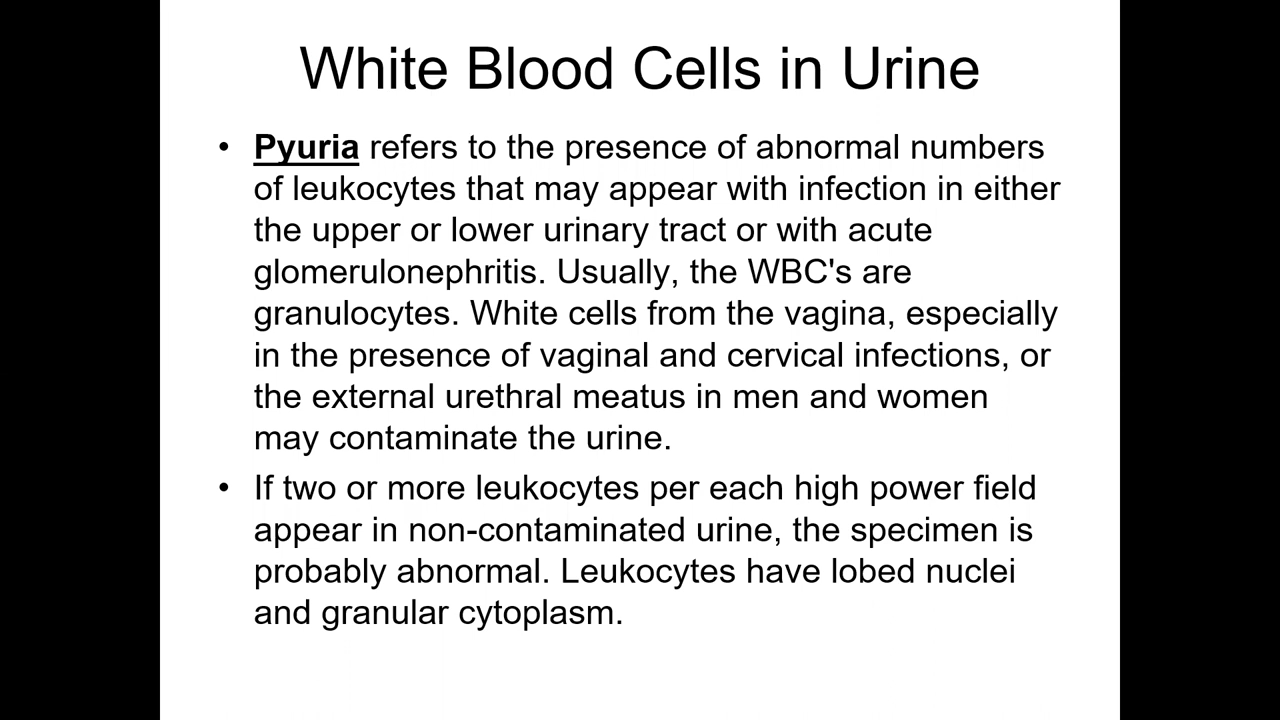 White Blood Cells in Urine
• Pyuria refers to the presence of abnormal numbers
of leukocytes that may appear with infection in either
the upper or lower urinary tract or with acute
glomerulonephritis. Usually, the WBC's are
granulocytes. White cells from the vagina, especially
in the presence of vaginal and cervical infections, or
the external urethral meatus in men and women
may contaminate the urine.
• If two or more leukocytes per each high power field
appear in non-contaminated urine, the specimen is
probably abnormal. Leukocytes have lobed nuclei
and granular cytoplasm.